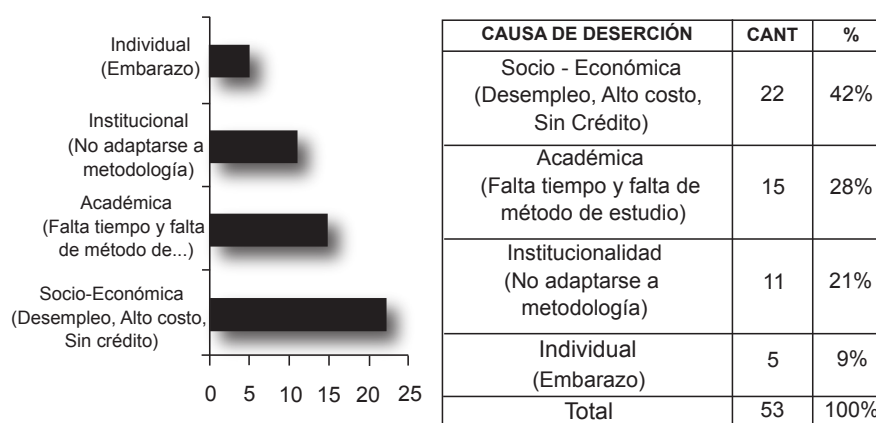 Individual
(Embarazo)
Institucional
(No adaptarse a
metodología)
Académica
(Falta tiempo y falta
de método de...)
Socio-Económica
(Desempleo, Alto costo,
Sin crédito)
0 5 10 15 20 25
CAUSA DE DESERCIÓN CANT %
Socio - Económica
(Desempleo, Alto costo,
Sin Crédito)
22 42%
Académica
(Falta tiempo y falta de
método de estudio)
15 28%
Institucionalidad
(No adaptarse a
metodología)
11 21%
Individual
(Embarazo)
5 9%
Total 53 100%